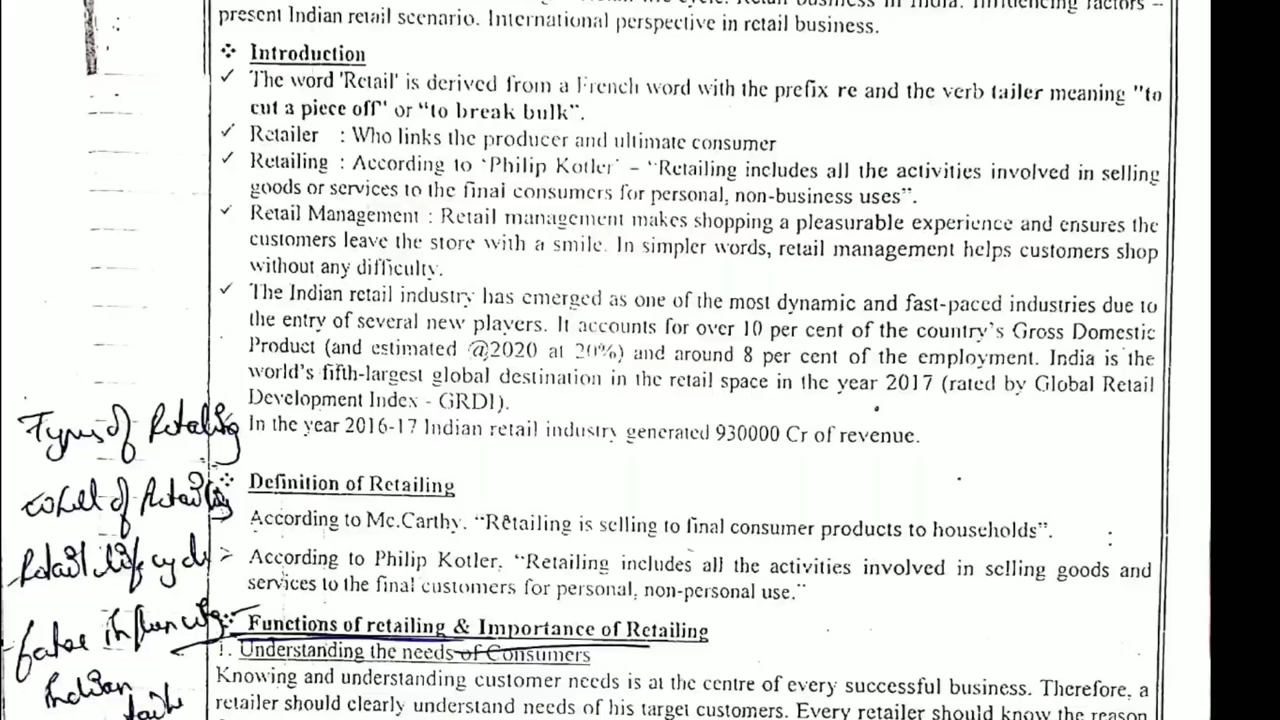 present Indian retail scenario. International perspective in retail business.
❖ Introduction
✓ The word 'Retail' is derived from a French word with the prefix re and the verb tailer meaning "to
cut a piece off" or "to break bulk".
✓ Retailer : Who links the producer and ultimate consumer
✓ Retailing : According to 'Philip Kotler' – "Retailing includes all the activities involved in selling
goods or services to the final consumers for personal, non-business uses".
✓ Retail Management : Retail management makes shopping a pleasurable experience and ensures the
customers leave the store with a smile. In simpler words, retail management helps customers shop
without any difficulty.
✓ The Indian retail industry has emerged as one of the most dynamic and fast-paced industries due to
the entry of several new players. It accounts for over 10 per cent of the country's Gross Domestic
Product (and estimated @2020 at 20%) and around 8 per cent of the employment. India is the
world's fifth-largest global destination in the retail space in the year 2017 (rated by Global Retail
Development Index - GRDI).
In the year 2016-17 Indian retail industry generated 930000 Cr of revenue.
Types of Retailing
❖ Definition of Retailing
of Retailing
According to Mc.Carthy. "Retailing is selling to final consumer products to households".
Retail life cycle
> According to Philip Kotler, "Retailing includes all the activities involved in selling goods and
services to the final customers for personal, non-personal use."
❖ Functions of retailing & Importance of Retailing
influencing
1. Understanding the needs of Consumers
Indian
Knowing and understanding customer needs is at the centre of every successful business. Therefore, a
retailer should clearly understand needs of his target customers. Every retailer should know the reason